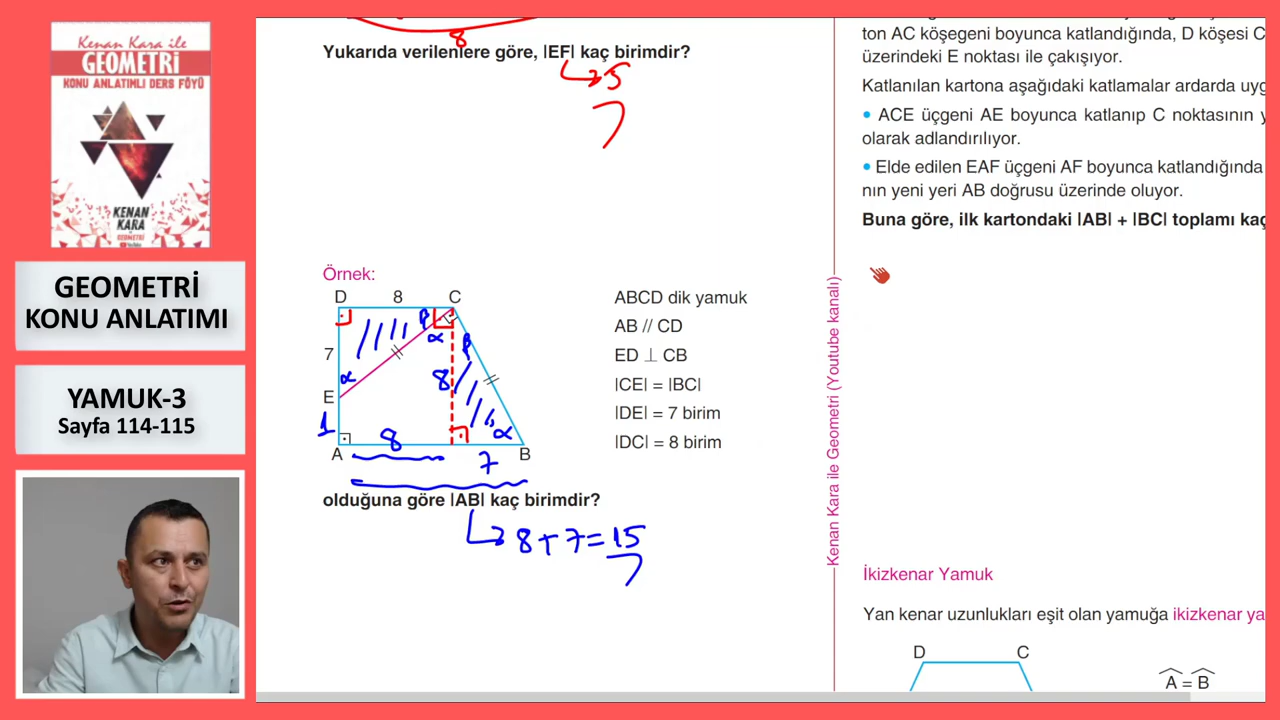 Kenan Kara ile
GEOMETRİ
KONU ANLATIMLI DERS FÖYÜ
KENAN
KARA
GEOMETRİ
KONU ANLATIMI
YAMUK-3
Sayfa 114-115
8
Yukarıda verilenlere göre, |EF| kaç birimdir?
5
Örnek:
D 8 C
7
E
α
β
α
β
8
α
1
8
7
A B
ABCD dik yamuk
AB // CD
ED ⊥ CB
|CE| = |BC|
|DE| = 7 birim
|DC| = 8 birim
olduğuna göre |AB| kaç birimdir?
8+7=15
Kenan Kara ile Geometri (Youtube kanalı)
ton AC köşegeni boyunca katlandığında, D köşesi C
üzerindeki E noktası ile çakışıyor.
Katlanılan kartona aşağıdaki katlamalar ardarda uyg
• ACE üçgeni AE boyunca katlanıp C noktasının y
olarak adlandırılıyor.
• Elde edilen EAF üçgeni AF boyunca katlandığında
nın yeni yeri AB doğrusu üzerinde oluyor.
Buna göre, ilk kartondaki |AB| + |BC| toplamı kaç
İkizkenar Yamuk
Yan kenar uzunlukları eşit olan yamuğa ikizkenar ya
D C
A = B